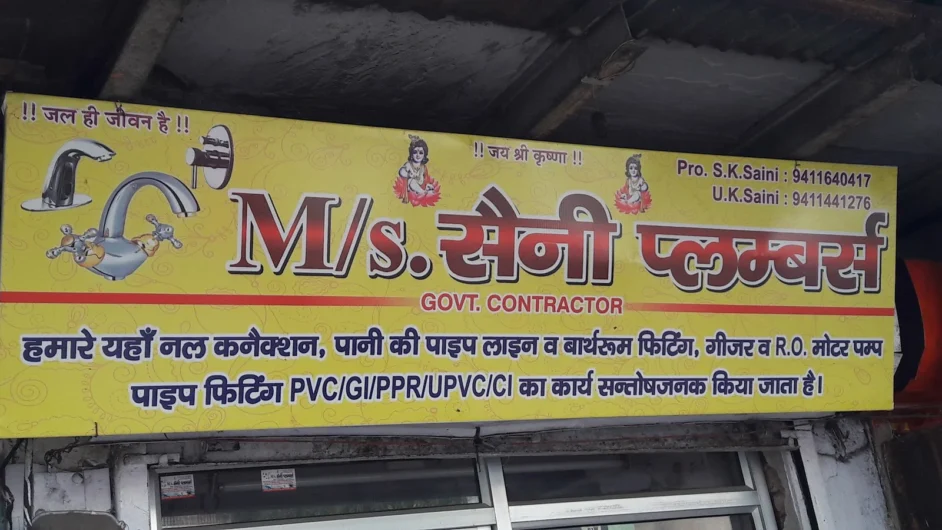 !! जल ही जीवन है !!
!! जय श्री कृष्णा !!
Pro. S.K.Saini : 9411640417
U.K.Saini : 9411441276
M/s. सैनी प्लम्बर्स
GOVT. CONTRACTOR
हमारे यहाँ नल कनैक्शन, पानी की पाइप लाइन व बार्थरूम फिटिंग, गीजर व R.O. मोटर पम्प
पाइप फिटिंग PVC/GI/PPR/UPVC/CI का कार्य सन्तोषजनक किया जाता है।